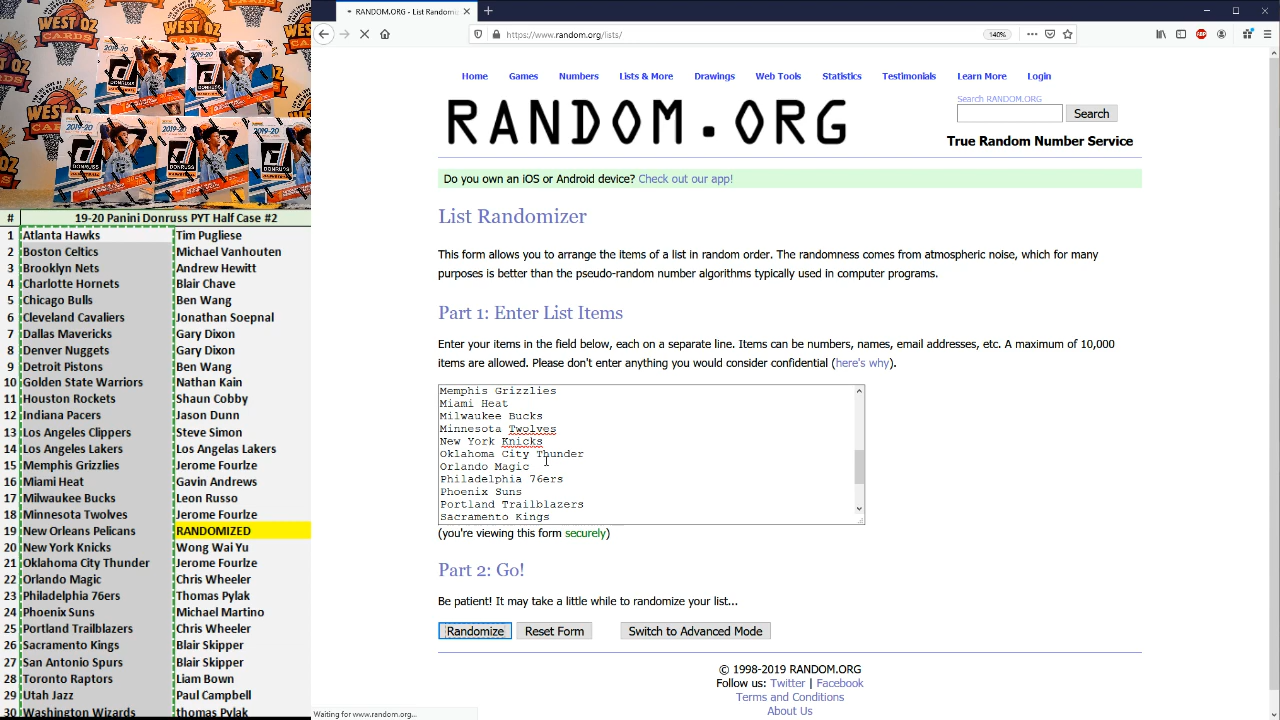 RANDOM.ORG - List Randomiz
https://www.random.org/lists/
140%
WEST OZ CARDS
2019-20
DONRUSS
# 19-20 Panini Donruss PYT Half Case #2
1 Atlanta Hawks Tim Pugliese
2 Boston Celtics Michael Vanhouten
3 Brooklyn Nets Andrew Hewitt
4 Charlotte Hornets Blair Chave
5 Chicago Bulls Ben Wang
6 Cleveland Cavaliers Jonathan Soepnal
7 Dallas Mavericks Gary Dixon
8 Denver Nuggets Gary Dixon
9 Detroit Pistons Ben Wang
10 Golden State Warriors Nathan Kain
11 Houston Rockets Shaun Cobby
12 Indiana Pacers Jason Dunn
13 Los Angeles Clippers Steve Simon
14 Los Angeles Lakers Los Angelas Lakers
15 Memphis Grizzlies Jerome Fourlze
16 Miami Heat Gavin Andrews
17 Milwaukee Bucks Leon Russo
18 Minnesota Twolves Jerome Fourlze
19 New Orleans Pelicans RANDOMIZED
20 New York Knicks Wong Wai Yu
21 Oklahoma City Thunder Jerome Fourlze
22 Orlando Magic Chris Wheeler
23 Philadelphia 76ers Thomas Pylak
24 Phoenix Suns Michael Martino
25 Portland Trailblazers Chris Wheeler
26 Sacramento Kings Blair Skipper
27 San Antonio Spurs Blair Skipper
28 Toronto Raptors Liam Bown
29 Utah Jazz Paul Campbell
30 Washington Wizards thomas Pylak
Home Games Numbers Lists & More Drawings Web Tools Statistics Testimonials Learn More Login
RANDOM.ORG
Search RANDOM.ORG
Search
True Random Number Service
Do you own an iOS or Android device? Check out our app!
List Randomizer
This form allows you to arrange the items of a list in random order. The randomness comes from atmospheric noise, which for many
purposes is better than the pseudo-random number algorithms typically used in computer programs.
Part 1: Enter List Items
Enter your items in the field below, each on a separate line. Items can be numbers, names, email addresses, etc. A maximum of 10,000
items are allowed. Please don't enter anything you would consider confidential (here's why).
Memphis Grizzlies
Miami Heat
Milwaukee Bucks
Minnesota Twolves
New York Knicks
Oklahoma City Thunder
Orlando Magic
Philadelphia 76ers
Phoenix Suns
Portland Trailblazers
Sacramento Kings
(you're viewing this form securely)
Part 2: Go!
Be patient! It may take a little while to randomize your list...
Randomize Reset Form Switch to Advanced Mode
© 1998-2019 RANDOM.ORG
Follow us: Twitter | Facebook
Terms and Conditions
About Us
Waiting for www.random.org...